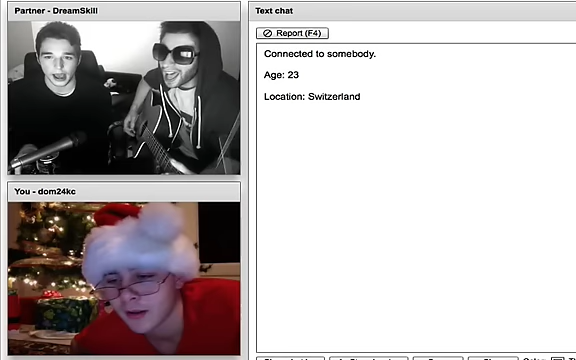 Partner - DreamSkill
Text chat
Report (F4)
Connected to somebody.
Age: 23
Location: Switzerland
You - dom24kc